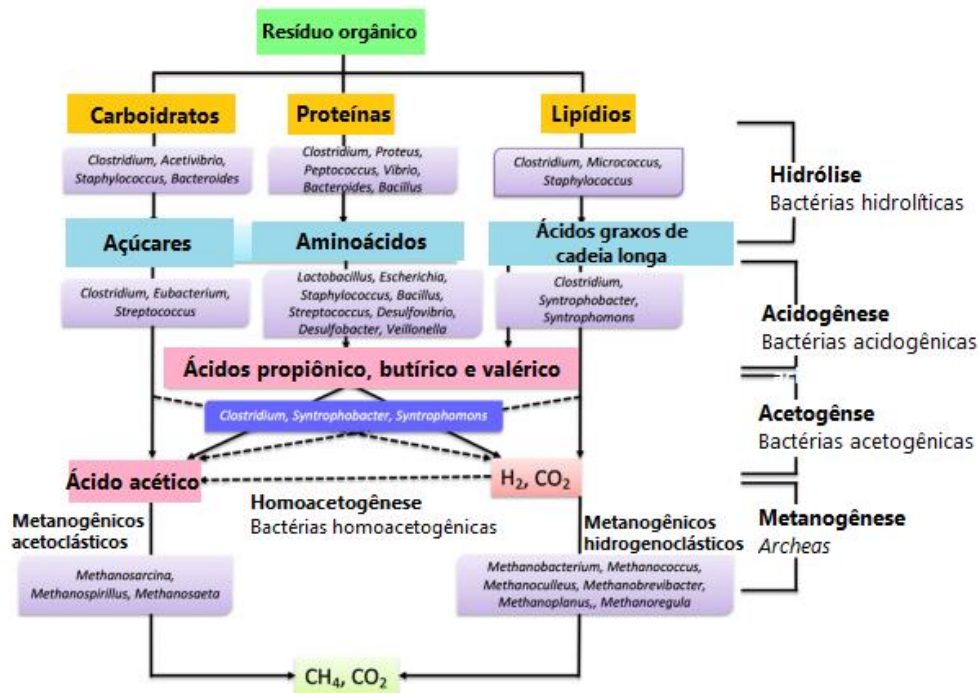 Resíduo orgânico
Carboidratos
Proteínas
Lipídios
Clostridium, Acetivibrio,
Staphylococcus, Bacteroides
Clostridium, Proteus,
Peptococcus, Vibrio,
Bacteroides, Bacillus
Clostridium, Micrococcus,
Staphylococcus
Hidrólise
Bactérias hidrolíticas
Açúcares
Aminoácidos
Ácidos graxos de
cadeia longa
Clostridium, Eubacterium,
Streptococcus
Lactobacillus, Escherichia,
Staphylococcus, Bacillus,
Streptococcus, Desulfovibrio,
Desulfobacter, Veillonella
Clostridium,
Syntrophobacter,
Syntrophomons
Acidogênese
Bactérias acidogênicas
Ácidos propiônico, butírico e valérico
Clostridium, Syntrophobacter, Syntrophomons
Acetogênse
Bactérias acetogênicas
Ácido acético
H₂, CO₂
Homoacetogênese
Bactérias homoacetogênicas
Metanogênicos
acetoclásticos
Metanogênicos
hidrogenoclásticos
Metanogênese
Archeas
Methanosarcina,
Methanospirillus, Methanosaeta
Methanobacterium, Methanococcus,
Methanoculleus, Methanobrevibacter,
Methanoplanus,, Methanoregula
CH₄, CO₂